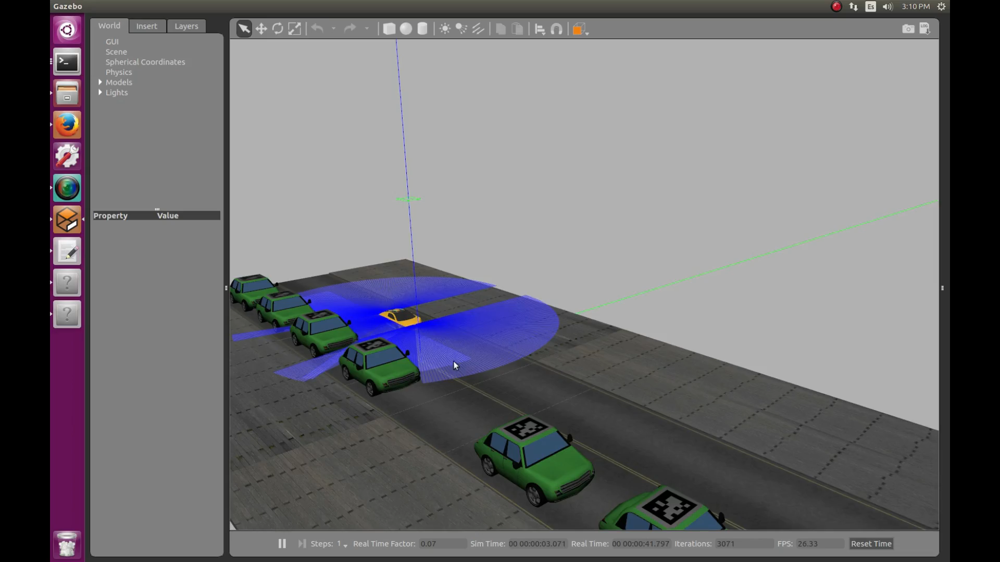 Gazebo
Es
3:10 PM
World Insert Layers
LOG
GUI
Scene
Spherical Coordinates
Physics
Models
Lights
Property Value
Steps: 1 Real Time Factor: 0.07 Sim Time: 00 00:00:03.071 Real Time: 00 00:00:41.797 Iterations: 3071 FPS: 26.33 Reset Time